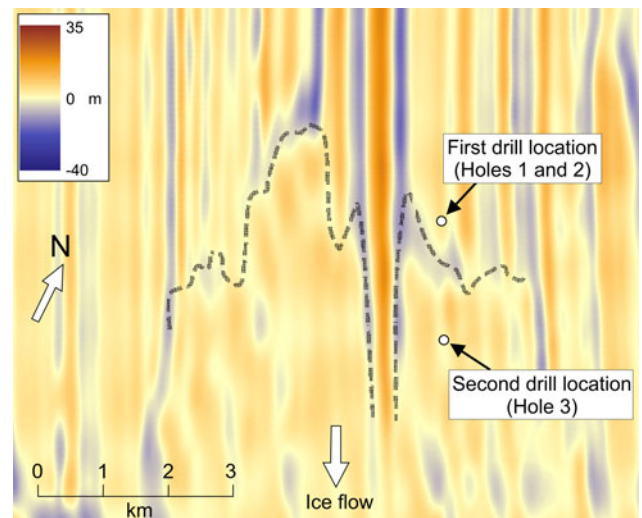 35
0 m
-40
First drill location
(Holes 1 and 2)
N
Second drill location
(Hole 3)
0 1 2 3
km
Ice flow